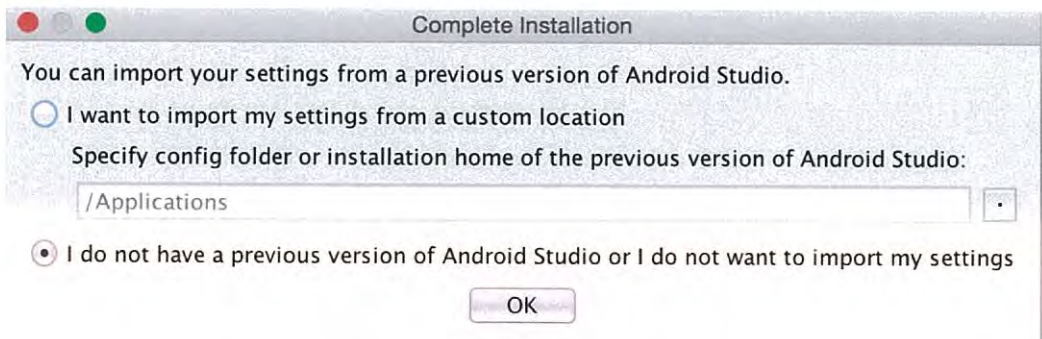 Complete Installation
You can import your settings from a previous version of Android Studio.
I want to import my settings from a custom location
Specify config folder or installation home of the previous version of Android Studio:
/Applications
I do not have a previous version of Android Studio or I do not want to import my settings
OK